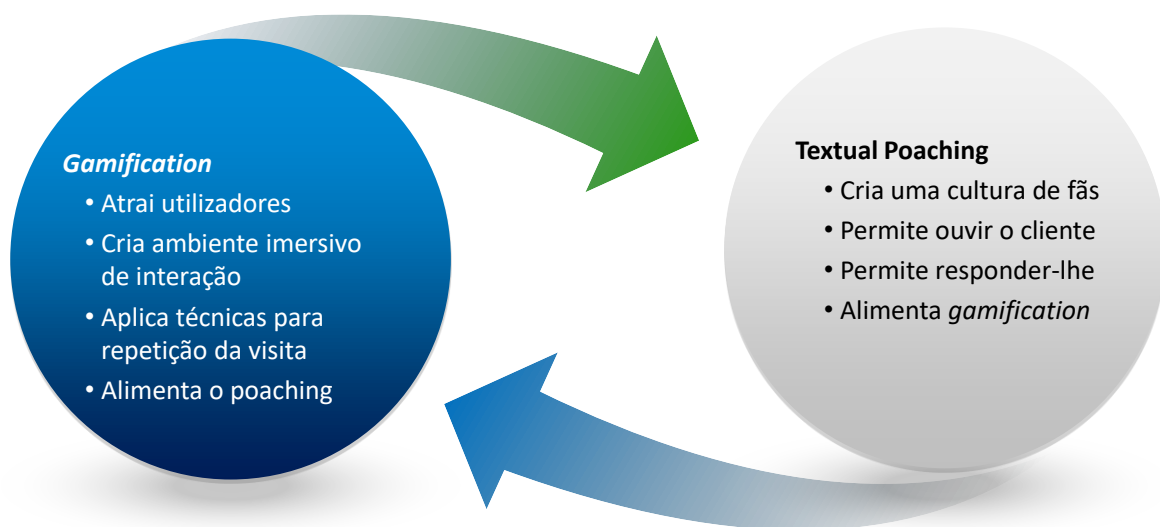 Gamification
• Atrai utilizadores
• Cria ambiente imersivo
de interação
• Aplica técnicas para
repetição da visita
• Alimenta o poaching
Textual Poaching
• Cria uma cultura de fãs
• Permite ouvir o cliente
• Permite responder-lhe
• Alimenta gamification